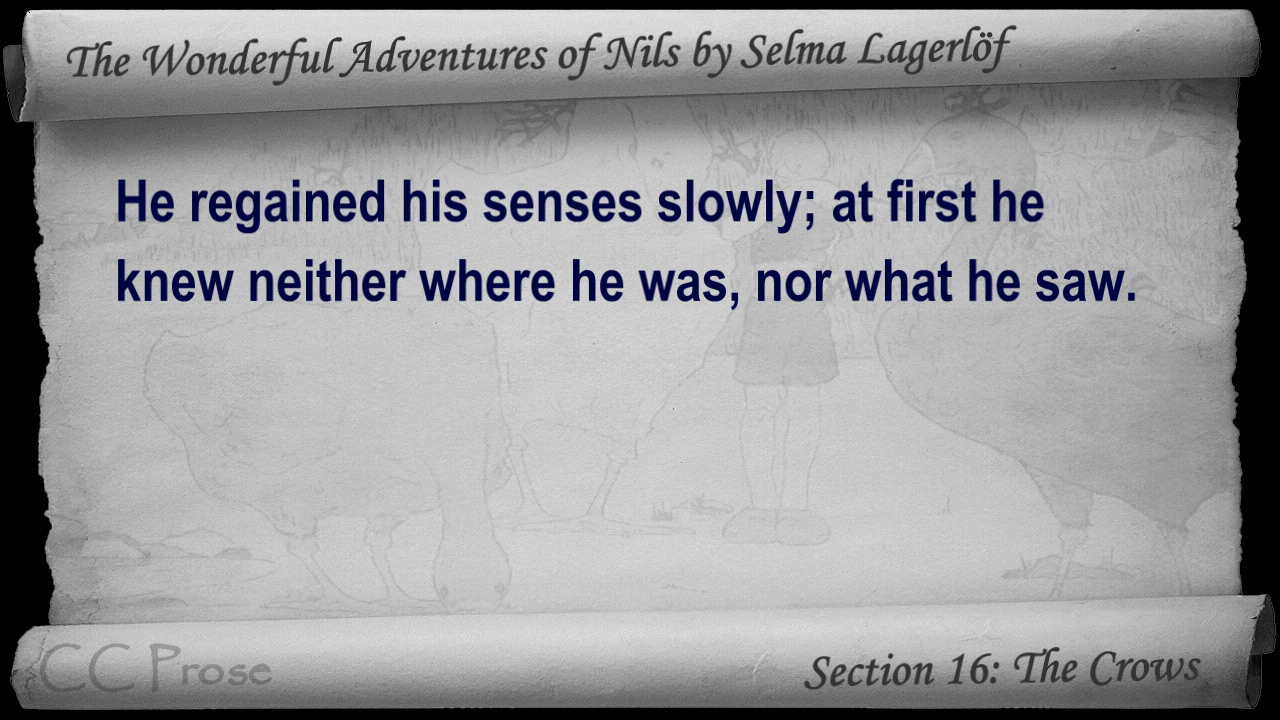 The Wonderful Adventures of Nils by Selma Lagerlöf
He regained his senses slowly; at first he
knew neither where he was, nor what he saw.
CC Prose
Section 16: The Crows